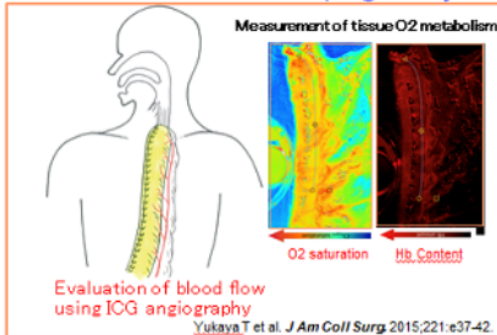 Measurement of tissue O2 metabolism
O2 saturation
Hb Content
Evaluation of blood flow
using ICG angiography
Yukaya T et al. J Am Coll Surg. 2015;221:e37-42.